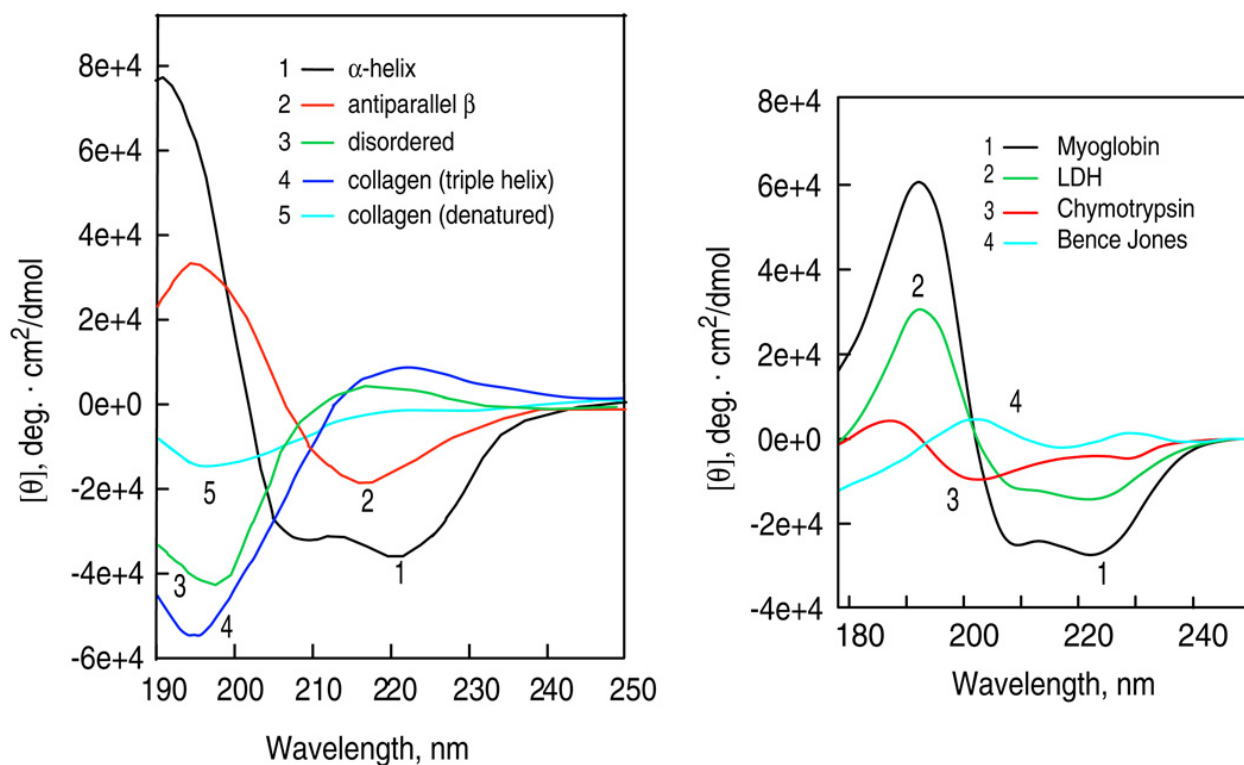 8e+4
6e+4
4e+4
2e+4
0e+0
-2e+4
-4e+4
-6e+4
[θ], deg. · cm²/dmol
1 α-helix
2 antiparallel β
3 disordered
4 collagen (triple helix)
5 collagen (denatured)
5
2
1
3
4
190 200 210 220 230 240 250
Wavelength, nm
8e+4
6e+4
4e+4
2e+4
0e+0
-2e+4
-4e+4
[θ], deg. · cm²/dmol
1 Myoglobin
2 LDH
3 Chymotrypsin
4 Bence Jones
2
4
3
1
180 200 220 240
Wavelength, nm